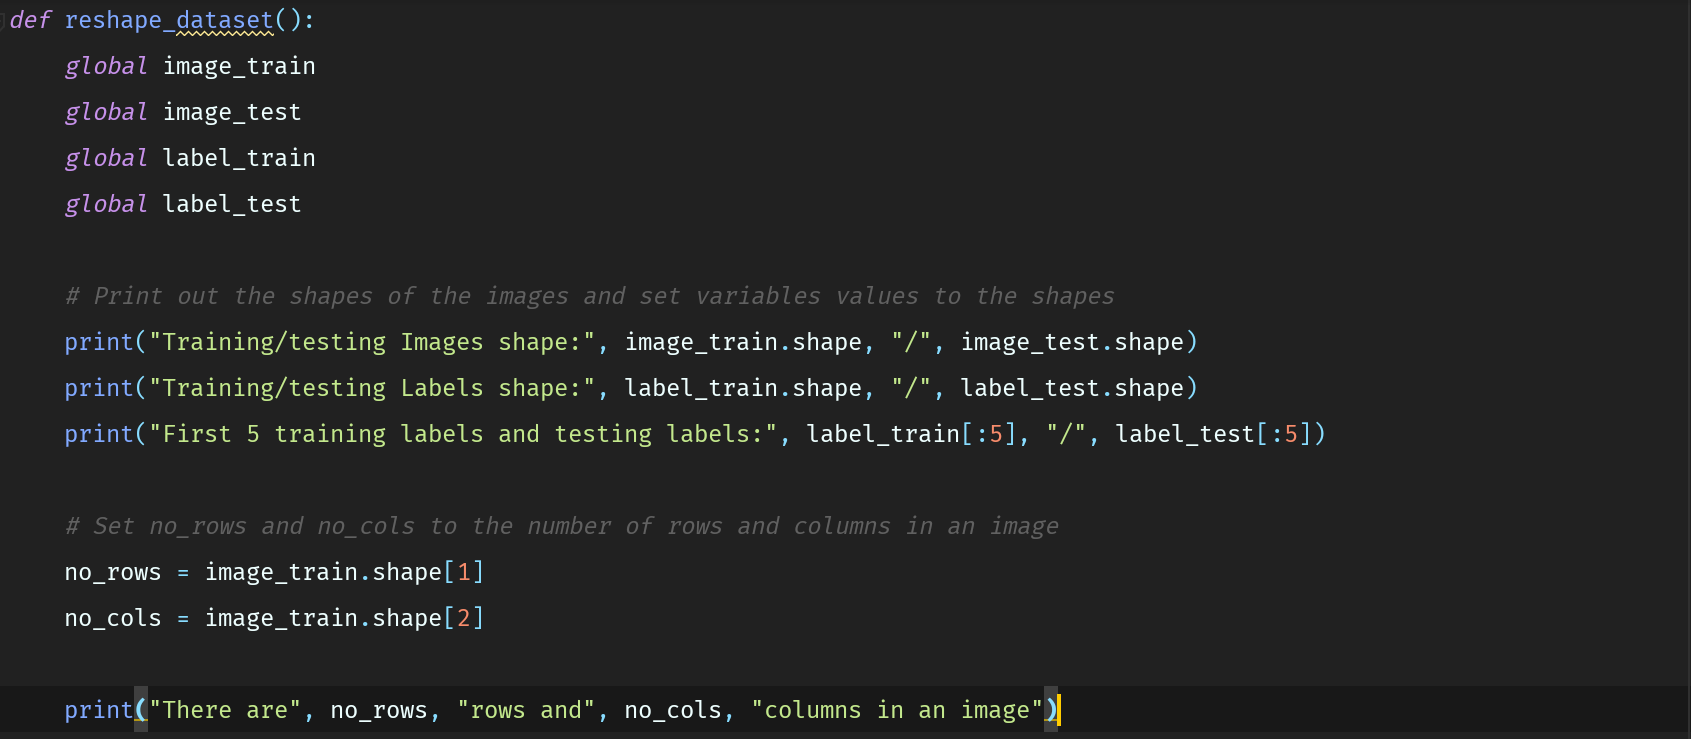 def reshape_dataset():
    global image_train
    global image_test
    global label_train
    global label_test
    # Print out the shapes of the images and set variables values to the shapes
    print("Training/testing Images shape:", image_train.shape, "/", image_test.shape)
    print("Training/testing Labels shape:", label_train.shape, "/", label_test.shape)
    print("First 5 training labels and testing labels:", label_train[:5], "/", label_test[:5])
    # Set no_rows and no_cols to the number of rows and columns in an image
    no_rows = image_train.shape[1]
    no_cols = image_train.shape[2]
    print("There are", no_rows, "rows and", no_cols, "columns in an image")